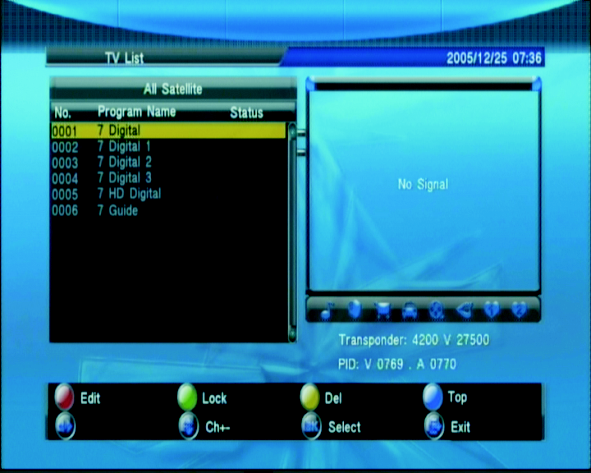 TV List 2005/12/25 07:36
All Satellite
No. Program Name Status
0001 7 Digital
0002 7 Digital 1
0003 7 Digital 2
0004 7 Digital 3
0005 7 HD Digital
0006 7 Guide
No Signal
Transponder: 4200 V 27500
PID: V 0769 . A 0770
Edit Lock Del Top
Ch+- Select Exit